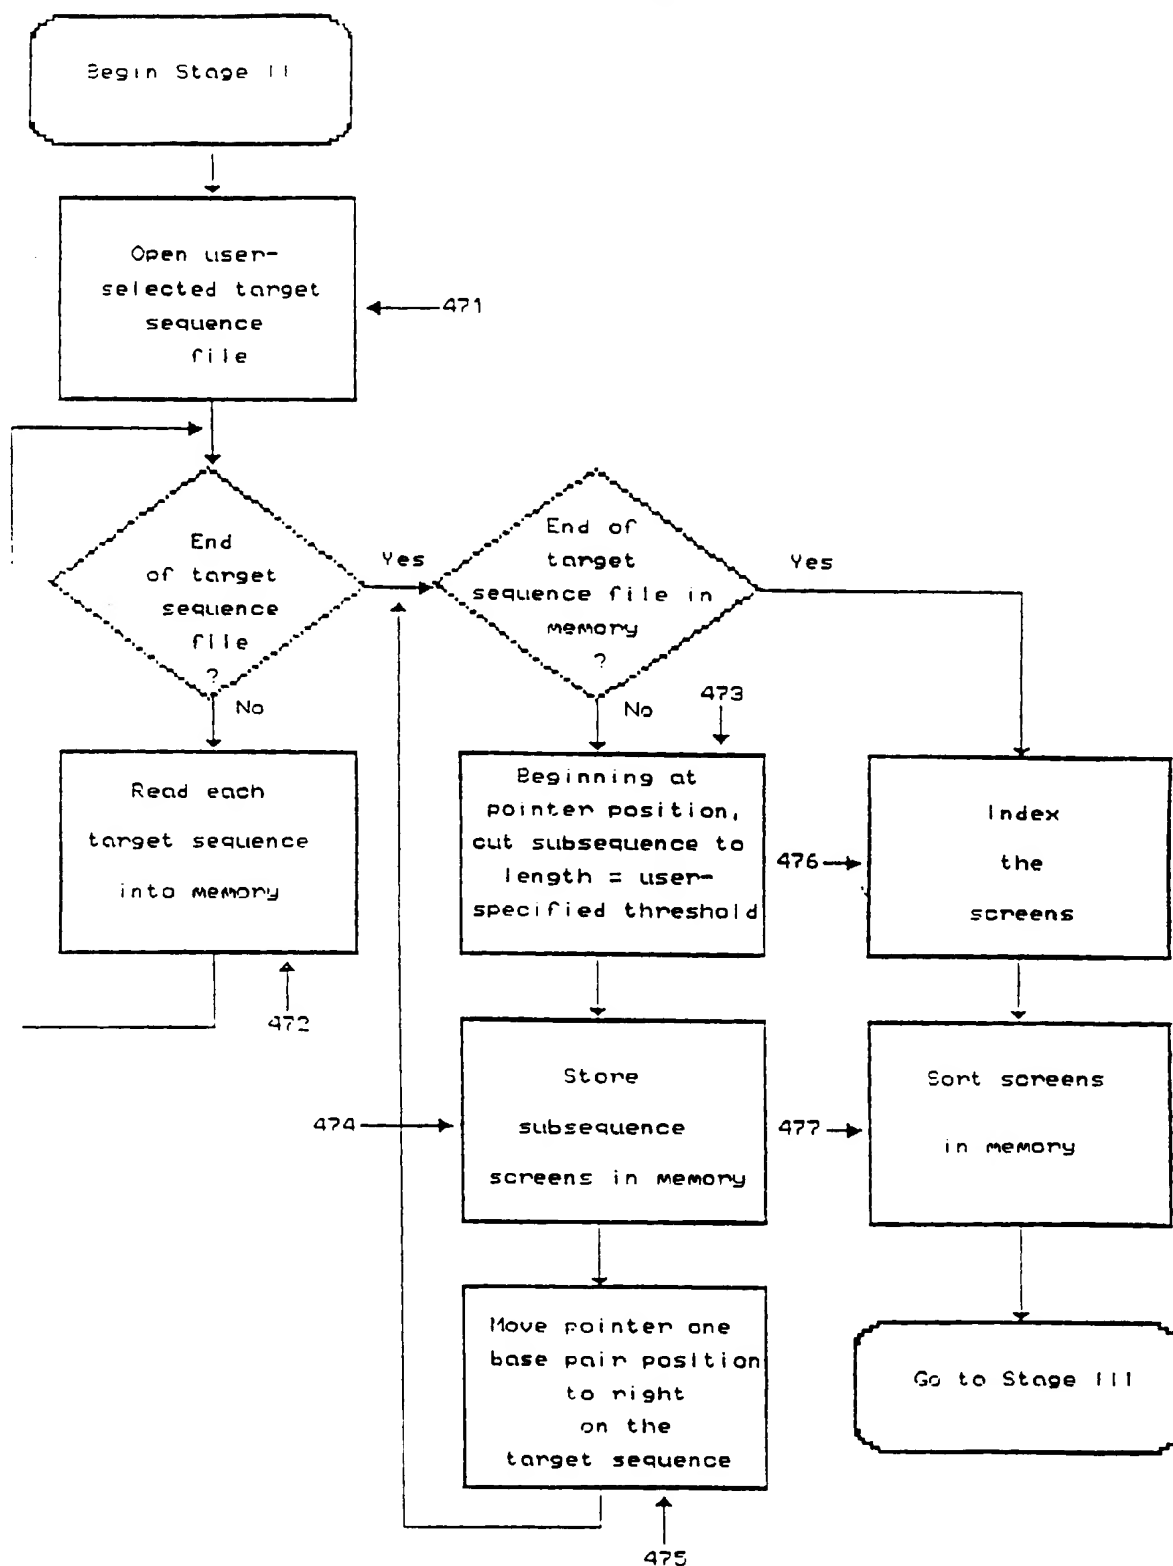 Begin Stage II
Open user-
selected target
sequence
file
471
End
of target
sequence
file
?
Yes
No
Read each
target sequence
into memory
472
End of
target
sequence file in
memory
?
Yes
No
473
Beginning at
pointer position,
cut subsequence to
length = user-
specified threshold
474
Store
subsequence
screens in memory
Move pointer one
base pair position
to right
on the
target sequence
475
476
Index
the
screens
477
Sort screens
in memory
Go to Stage III